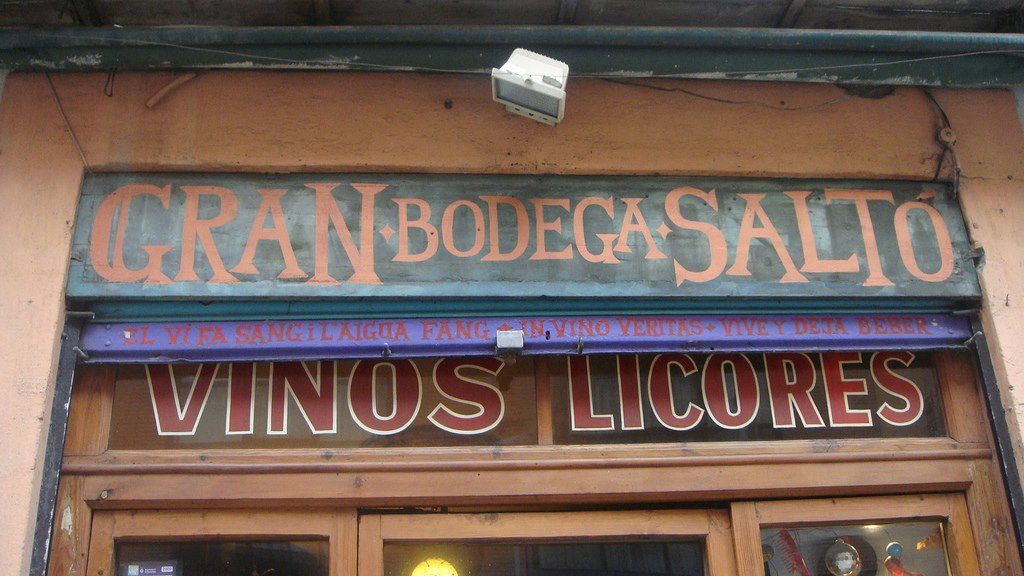 GRAN·BODEGA·SALTÓ
EL VI FA SANG i L'AIGUA FANG + IN VINO VERITAS + VIVE Y DEJA BEBER
VINOS LICORES